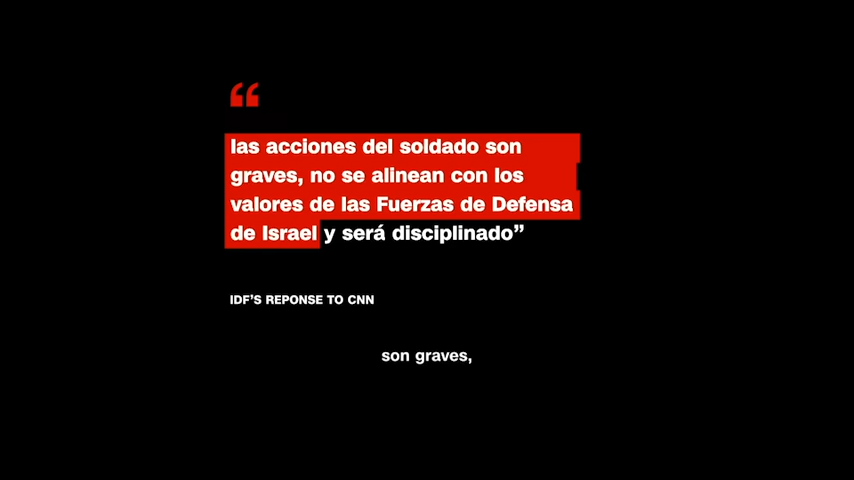 “
las acciones del soldado son
graves, no se alinean con los
valores de las Fuerzas de Defensa
de Israel y será disciplinado”
IDF’S REPONSE TO CNN
son graves,